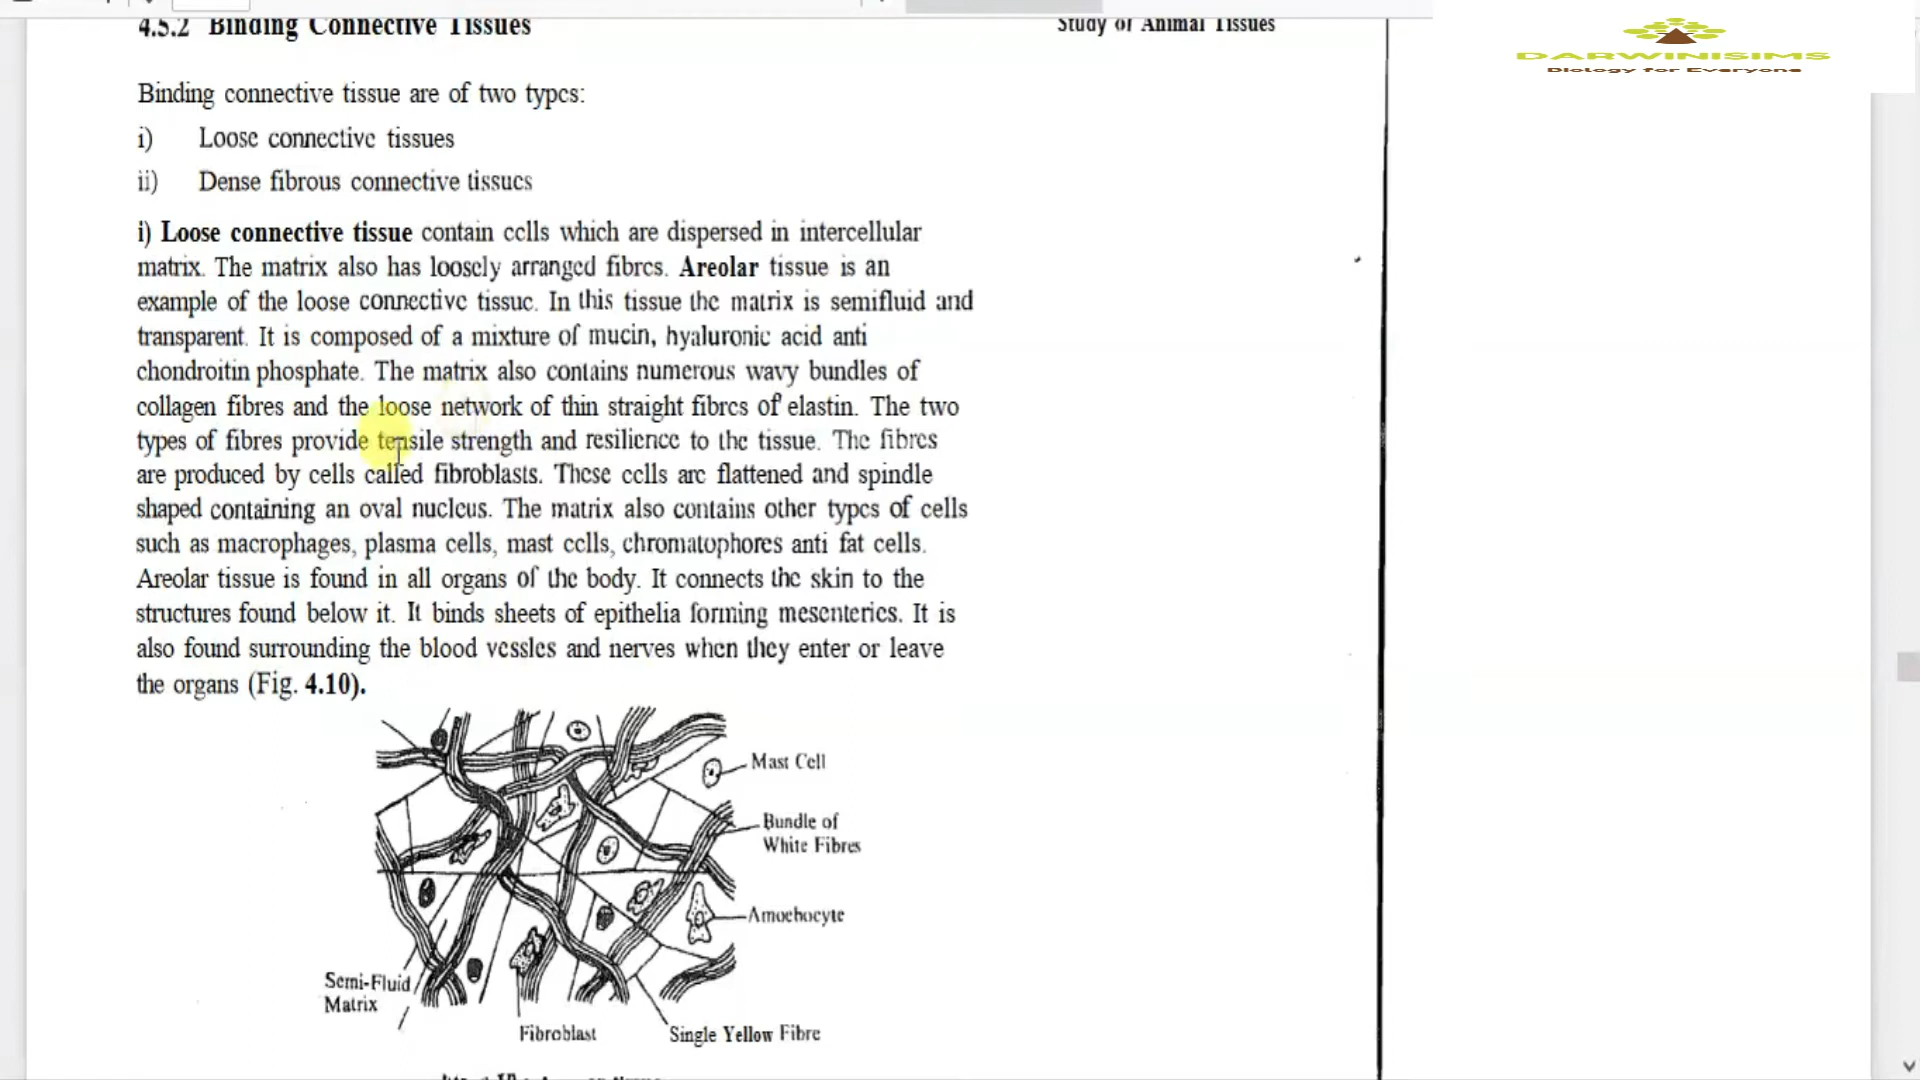 4.5.2 Binding Connective Tissues
Study of Animal Tissues
DARWINISIMS
Biology for Everyone
Binding connective tissue are of two types:
i) Loose connective tissues
ii) Dense fibrous connective tissues
i) Loose connective tissue contain cells which are dispersed in intercellular
matrix. The matrix also has loosely arranged fibres. Areolar tissue is an
example of the loose connective tissue. In this tissue the matrix is semifluid and
transparent. It is composed of a mixture of mucin, hyaluronic acid anti
chondroitin phosphate. The matrix also contains numerous wavy bundles of
collagen fibres and the loose network of thin straight fibres of elastin. The two
types of fibres provide tensile strength and resilience to the tissue. The fibres
are produced by cells called fibroblasts. These cells are flattened and spindle
shaped containing an oval nucleus. The matrix also contains other types of cells
such as macrophages, plasma cells, mast cells, chromatophores anti fat cells.
Areolar tissue is found in all organs of the body. It connects the skin to the
structures found below it. It binds sheets of epithelia forming mesenteries. It is
also found surrounding the blood vessles and nerves when they enter or leave
the organs (Fig. 4.10).
Mast Cell
Bundle of
White Fibres
Amoebocyte
Semi-Fluid
Matrix
Fibroblast
Single Yellow Fibre